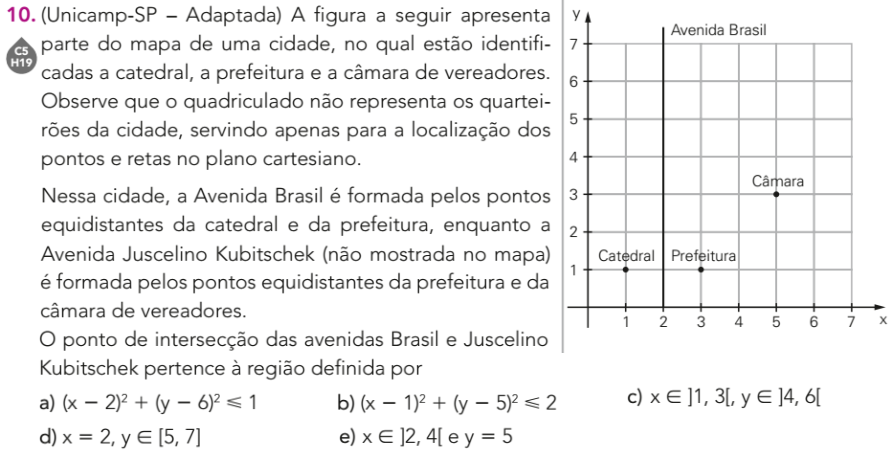 10. (Unicamp-SP – Adaptada) A figura a seguir apresenta
C5
H19
parte do mapa de uma cidade, no qual estão identifi-
cadas a catedral, a prefeitura e a câmara de vereadores.
Observe que o quadriculado não representa os quartei-
rões da cidade, servindo apenas para a localização dos
pontos e retas no plano cartesiano.
Nessa cidade, a Avenida Brasil é formada pelos pontos
equidistantes da catedral e da prefeitura, enquanto a
Avenida Juscelino Kubitschek (não mostrada no mapa)
é formada pelos pontos equidistantes da prefeitura e da
câmara de vereadores.
O ponto de intersecção das avenidas Brasil e Juscelino
Kubitschek pertence à região definida por
a) (x − 2)² + (y − 6)² ⩽ 1
b) (x − 1)² + (y − 5)² ⩽ 2
c) x ∈ ]1, 3[, y ∈ ]4, 6[
d) x = 2, y ∈ [5, 7]
e) x ∈ ]2, 4[ e y = 5
y
Avenida Brasil
7
6
5
4
Câmara
3
2
Catedral Prefeitura
1
1 2 3 4 5 6 7 x